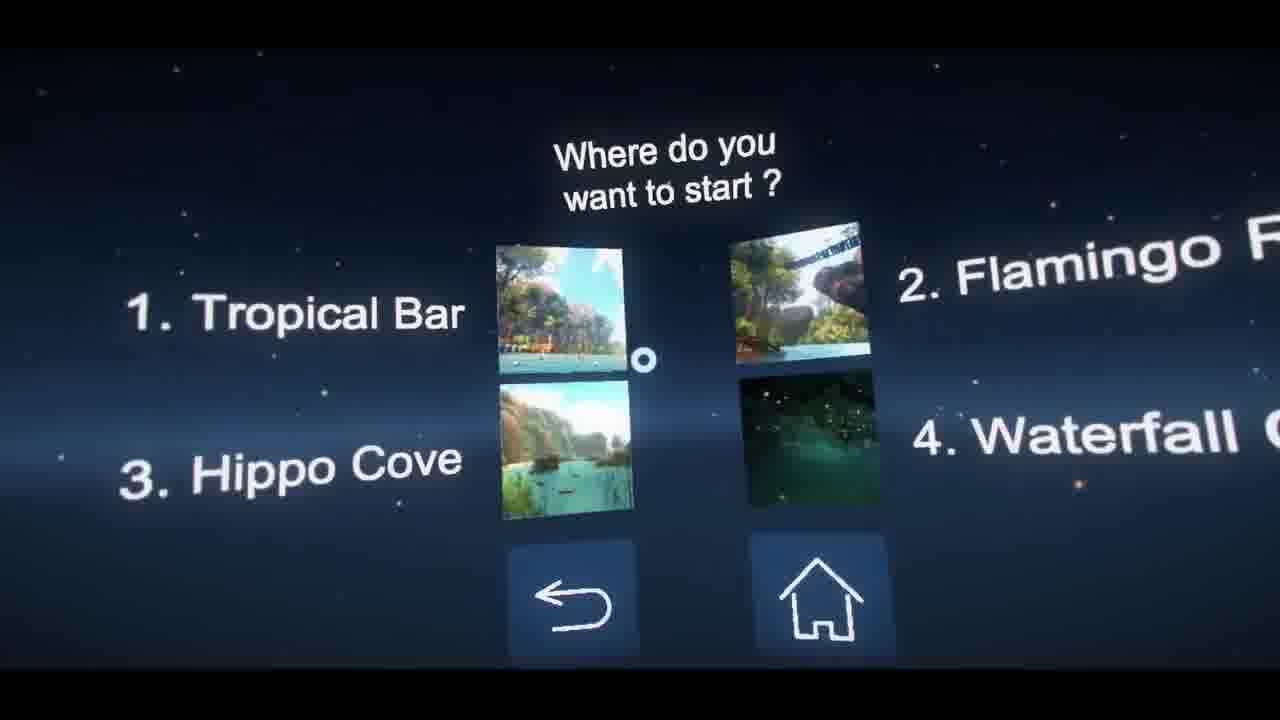 Where do you
want to start ?
1. Tropical Bar
2. Flamingo
3. Hippo Cove
4. Waterfall